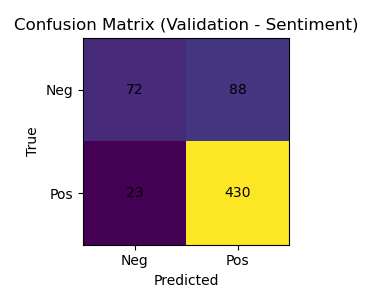 Confusion Matrix (Validation - Sentiment)
Neg
72
88
True
Pos
23
430
Neg
Pos
Predicted